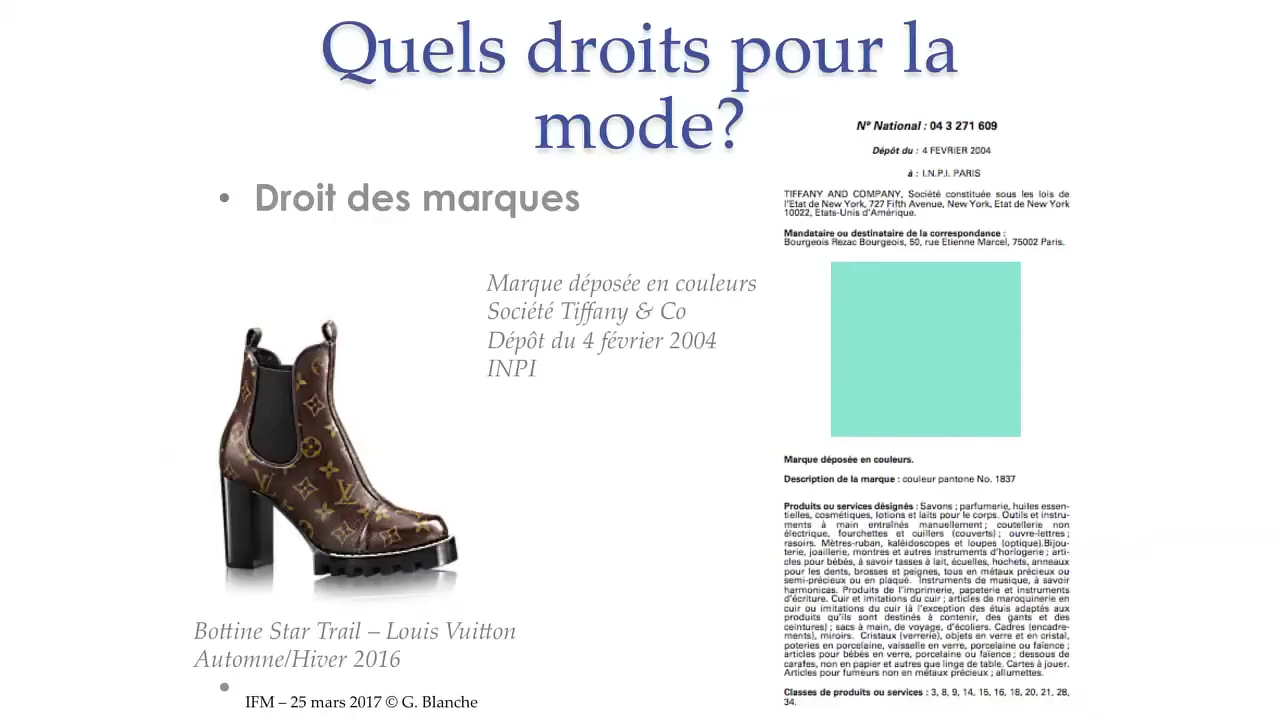 Quels droits pour la
mode?
• Droit des marques
Marque déposée en couleurs
Société Tiffany & Co
Dépôt du 4 février 2004
INPI
Bottine Star Trail – Louis Vuitton
Automne/Hiver 2016
•
IFM – 25 mars 2017 © G. Blanche
N° National : 04 3 271 609
Dépôt du : 4 FEVRIER 2004
à : I.N.P.I. PARIS
TIFFANY AND COMPANY, Société constituée sous les lois de
l'Etat de New York, 727 Fifth Avenue, New York, Etat de New York
10022, Etats-Unis d'Amérique.
Mandataire ou destinataire de la correspondance :
Bourgeois Rezac Bourgeois, 50, rue Etienne Marcel, 75002 Paris.
Marque déposée en couleurs.
Description de la marque : couleur pantone No. 1837
Produits ou services désignés : Savons ; parfumerie, huiles essen-
tielles, cosmétiques, lotions et laits pour le corps. Outils et instru-
ments à main entraînés manuellement ; coutellerie non
électrique, fourchettes et cuillers (couverts) ; ouvre-lettres ;
rasoirs. Mètres-ruban, kaléidoscopes et loupes (optique).Bijou-
terie, joaillerie, montres et autres instruments d'horlogerie ; arti-
cles pour bébés, à savoir tasses à lait, écuelles, hochets, anneaux
pour les dents, brosses et peignes, tous en métaux précieux ou
semi-précieux ou en plaqué. Instruments de musique, à savoir
harmonicas. Produits de l'imprimerie, papeterie et instruments
d'écriture. Cuir et imitations du cuir ; articles de maroquinerie en
cuir ou imitations du cuir (à l'exception des étuis adaptés aux
produits qu'ils sont destinés à contenir, des gants et des
ceintures) ; sacs à main, de voyage, d'écoliers. Cadres (encadre-
ments), miroirs. Cristaux (verrerie), objets en verre et en cristal,
poteries en porcelaine, vaisselle en verre, porcelaine ou faïence ;
articles pour bébés en verre, porcelaine ou faïence ; dessous de
carafes, non en papier et autres que linge de table. Cartes à jouer.
Articles pour fumeurs non en métaux précieux ; allumettes.
Classes de produits ou services : 3, 8, 9, 14, 15, 16, 18, 20, 21, 28,
34.